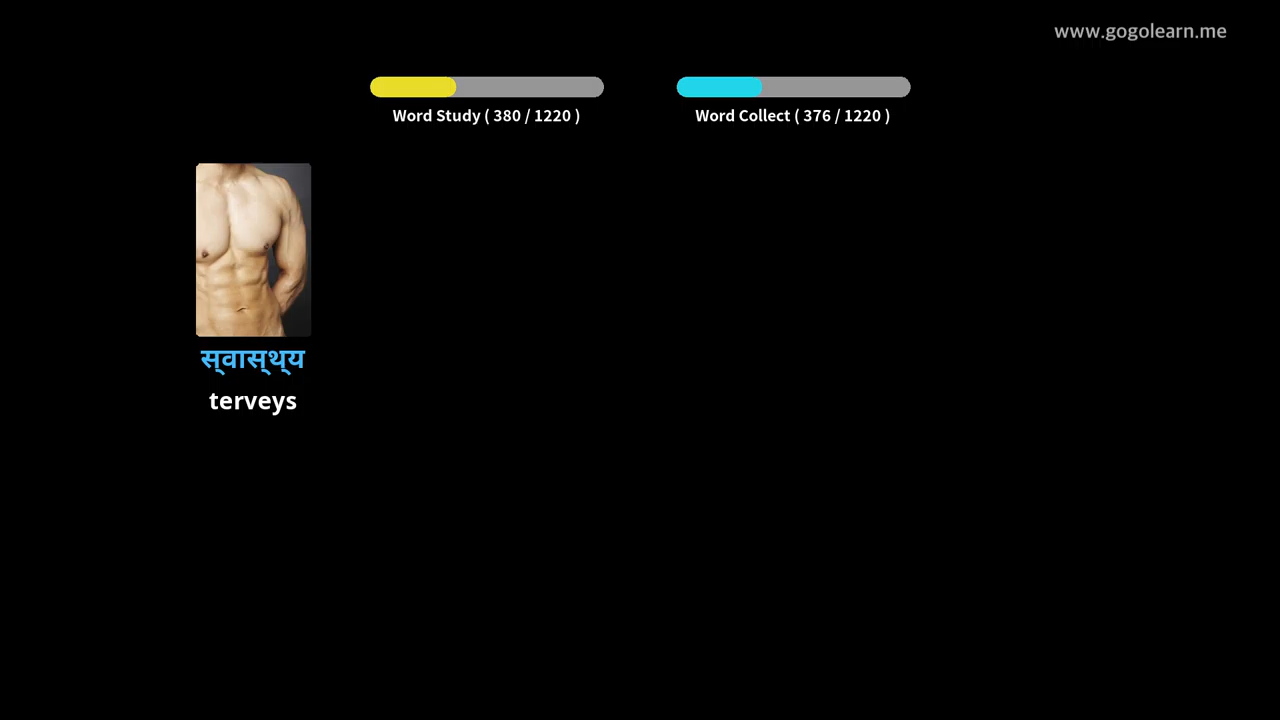 www.gogolearn.me
Word Study ( 380 / 1220 )
Word Collect ( 376 / 1220 )
स्वास्थ्य
terveys